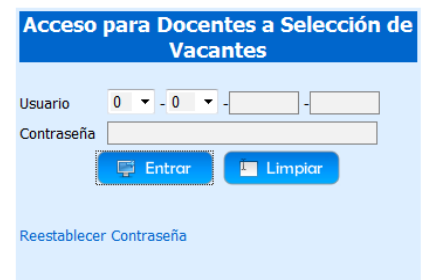 Acceso para Docentes a Selección de
Vacantes
Usuario 0 - 0 - -
Contraseña
Entrar Limpiar
Reestablecer Contraseña